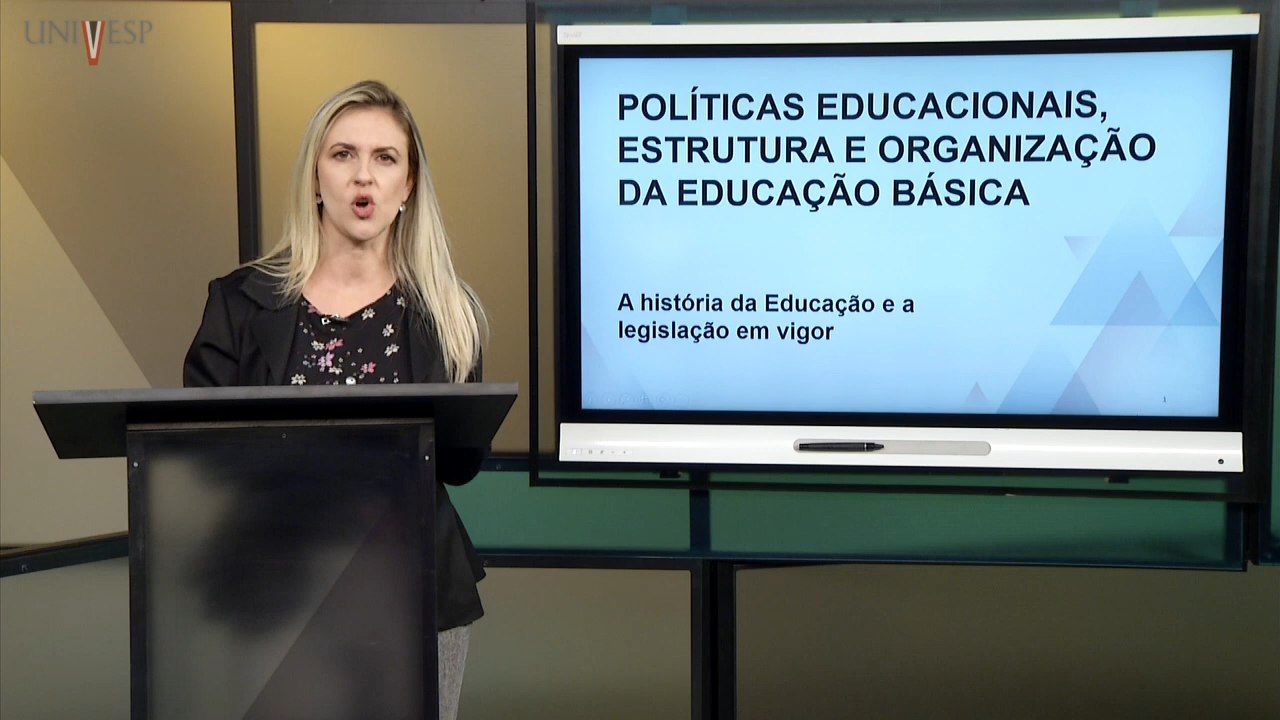 UNIVESP
POLÍTICAS EDUCACIONAIS,
ESTRUTURA E ORGANIZAÇÃO
DA EDUCAÇÃO BÁSICA
A história da Educação e a
legislação em vigor
1